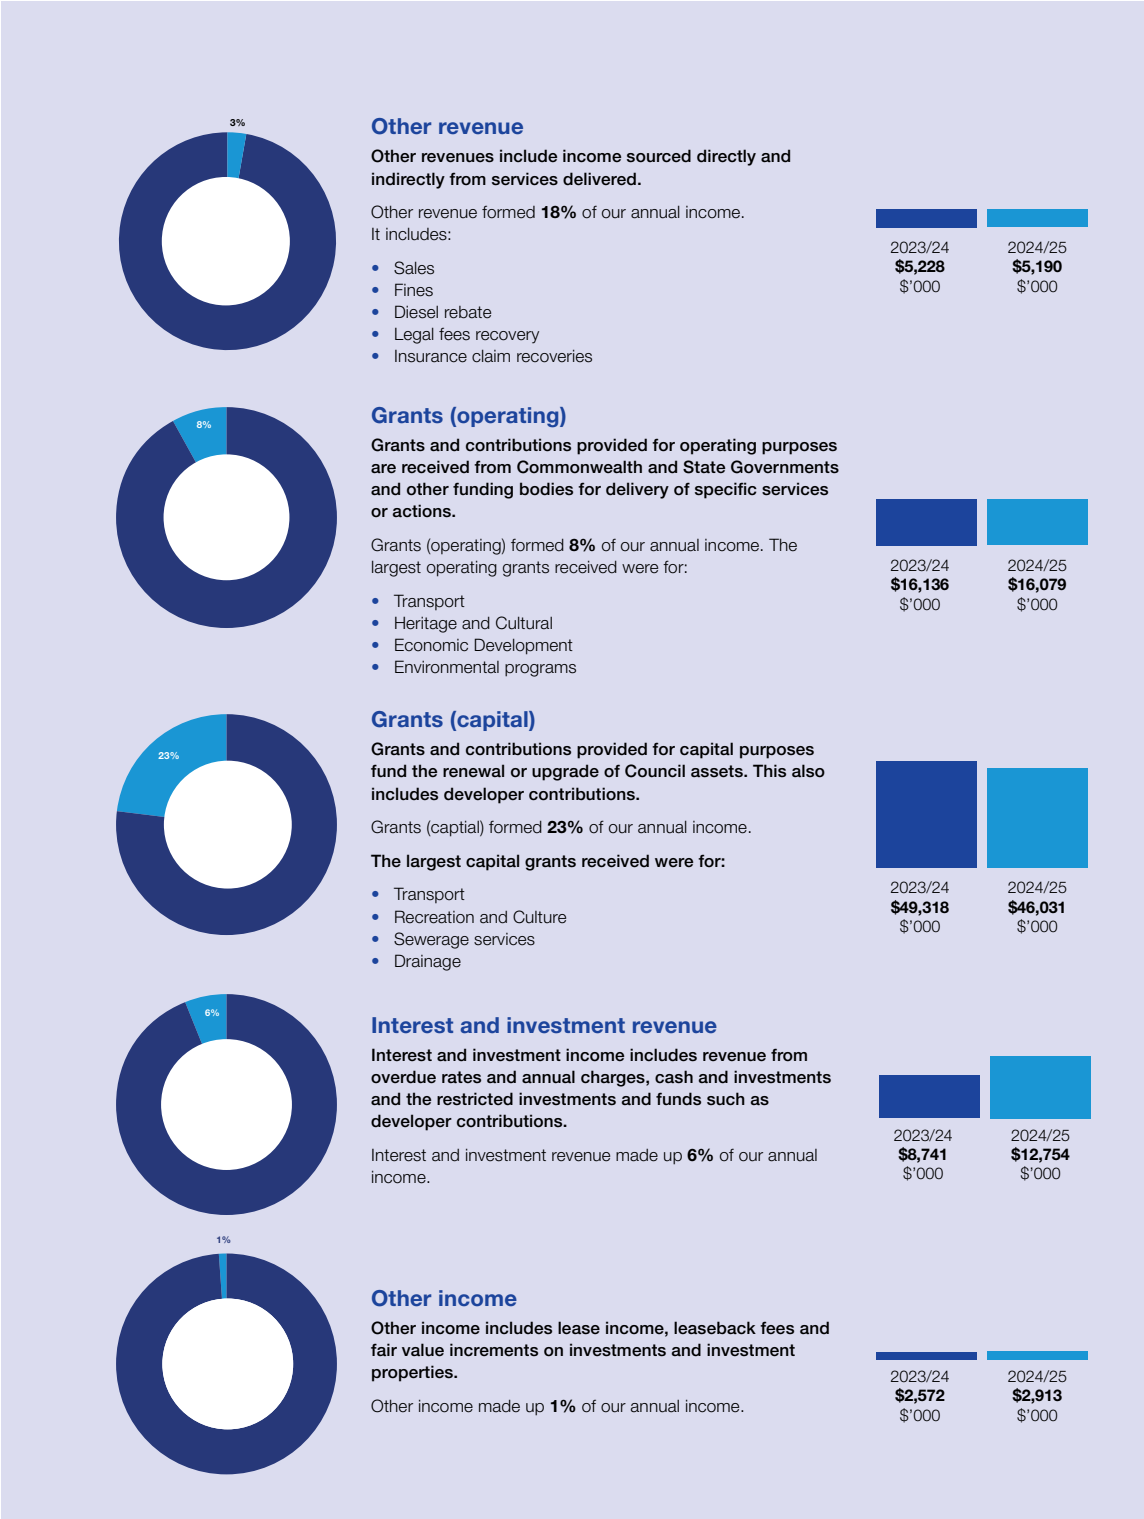 3%
Other revenue
Other revenues include income sourced directly and
indirectly from services delivered.
Other revenue formed 18% of our annual income.
It includes:
• Sales
• Fines
• Diesel rebate
• Legal fees recovery
• Insurance claim recoveries
2023/24
$5,228
$’000
2024/25
$5,190
$’000
8%
Grants (operating)
Grants and contributions provided for operating purposes
are received from Commonwealth and State Governments
and other funding bodies for delivery of specific services
or actions.
Grants (operating) formed 8% of our annual income. The
largest operating grants received were for:
• Transport
• Heritage and Cultural
• Economic Development
• Environmental programs
2023/24
$16,136
$’000
2024/25
$16,079
$’000
23%
Grants (capital)
Grants and contributions provided for capital purposes
fund the renewal or upgrade of Council assets. This also
includes developer contributions.
Grants (captial) formed 23% of our annual income.
The largest capital grants received were for:
• Transport
• Recreation and Culture
• Sewerage services
• Drainage
2023/24
$49,318
$’000
2024/25
$46,031
$’000
6%
Interest and investment revenue
Interest and investment income includes revenue from
overdue rates and annual charges, cash and investments
and the restricted investments and funds such as
developer contributions.
Interest and investment revenue made up 6% of our annual
income.
2023/24
$8,741
$’000
2024/25
$12,754
$’000
1%
Other income
Other income includes lease income, leaseback fees and
fair value increments on investments and investment
properties.
Other income made up 1% of our annual income.
2023/24
$2,572
$’000
2024/25
$2,913
$’000